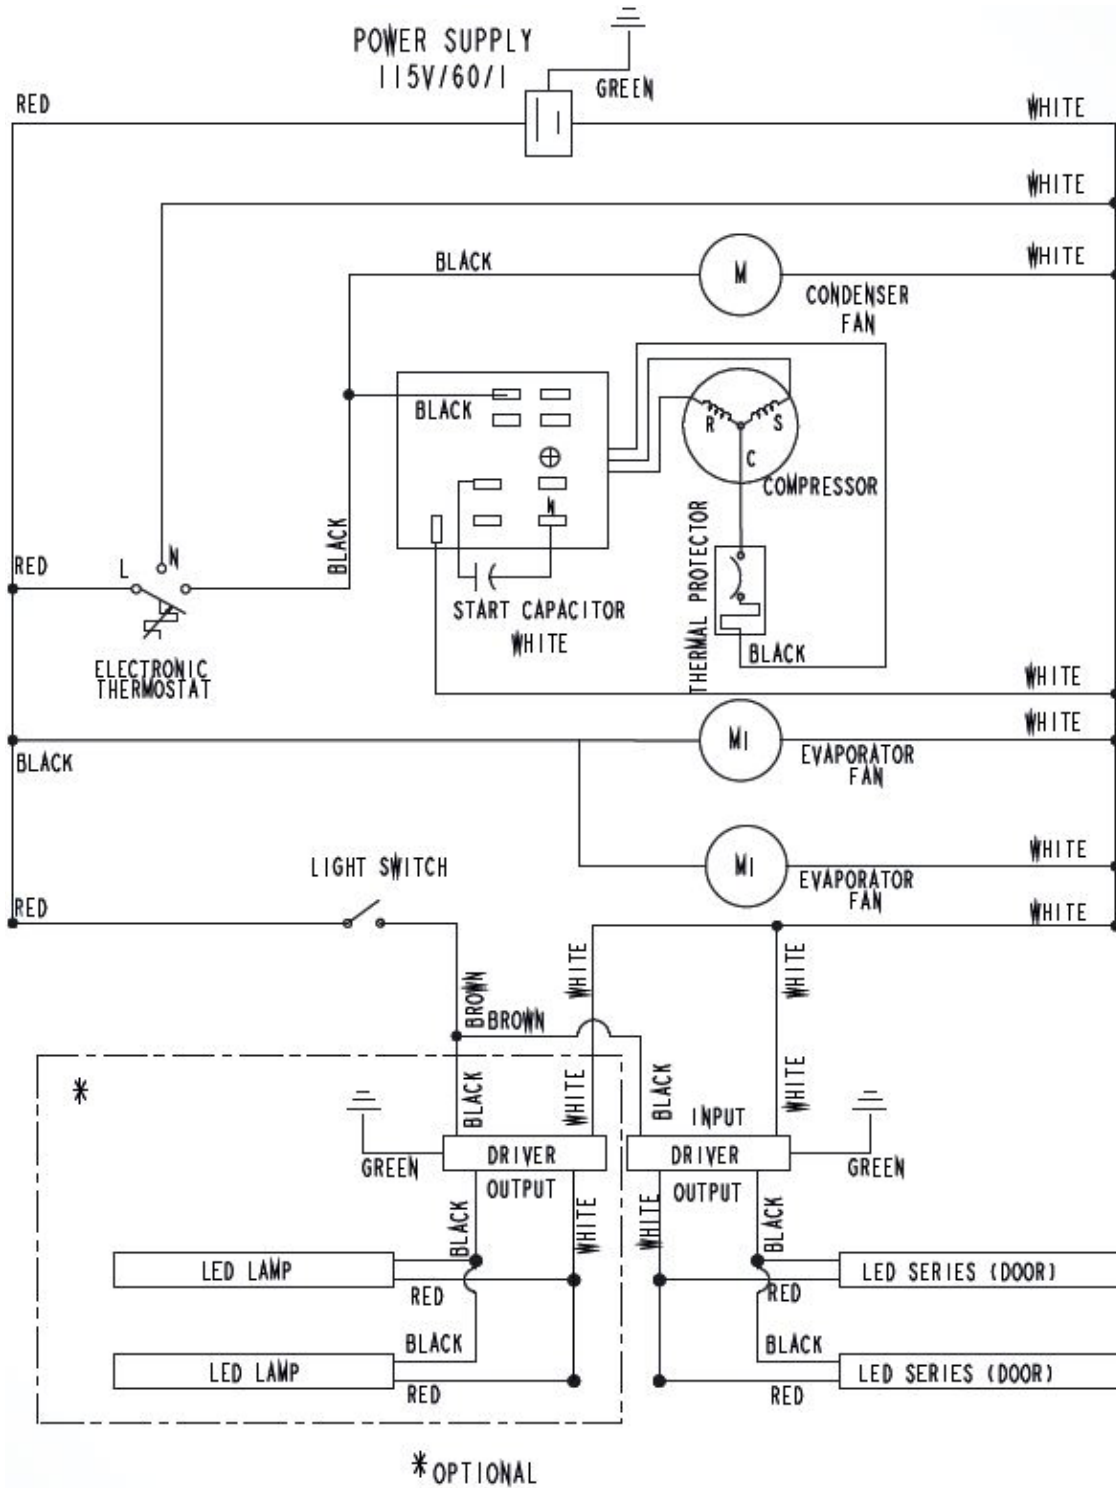 POWER SUPPLY
115V/60/1
GREEN
RED
WHITE
WHITE
WHITE
BLACK
M
CONDENSER
FAN
BLACK
R
S
C
COMPRESSOR
W
BLACK
THERMAL PROTECTOR
RED
L
N
START CAPACITOR
WHITE
BLACK
ELECTRONIC
THERMOSTAT
WHITE
WHITE
M1
BLACK
EVAPORATOR
FAN
LIGHT SWITCH
WHITE
M1
EVAPORATOR
FAN
RED
WHITE
WHITE
WHITE
BROWN
BROWN
*
BLACK
WHITE
BLACK
WHITE
INPUT
DRIVER
DRIVER
GREEN
GREEN
OUTPUT
OUTPUT
BLACK
WHITE
WHITE
BLACK
LED LAMP
LED SERIES (DOOR)
RED
RED
BLACK
BLACK
LED LAMP
LED SERIES (DOOR)
RED
RED
*OPTIONAL